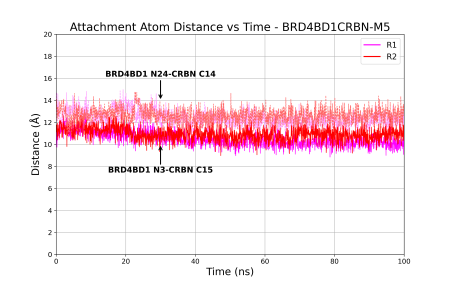 Attachment Atom Distance vs Time - BRD4BD1CRBN-M5
20
18
16
14
12
10
8
6
4
2
0
Distance (Å)
R1
R2
BRD4BD1 N24-CRBN C14
BRD4BD1 N3-CRBN C15
0 20 40 60 80 100
Time (ns)